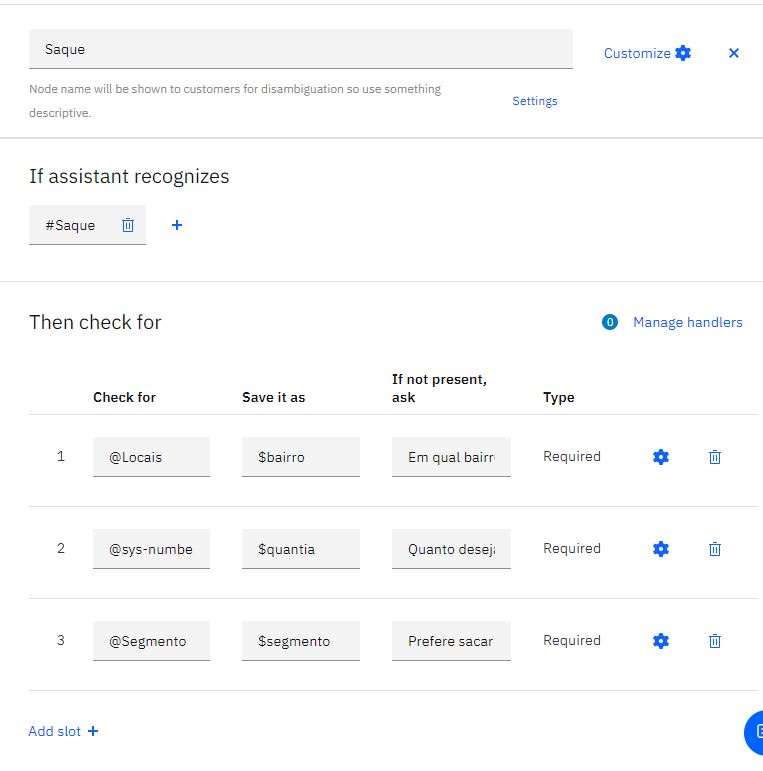 Saque
Customize
Node name will be shown to customers for disambiguation so use something
descriptive.
Settings
If assistant recognizes
#Saque
Then check for
0 Manage handlers
Check for Save it as If not present,
ask Type
1 @Locais $bairro Em qual bairr Required
2 @sys-numbe $quantia Quanto desej Required
3 @Segmento $segmento Prefere sacar Required
Add slot